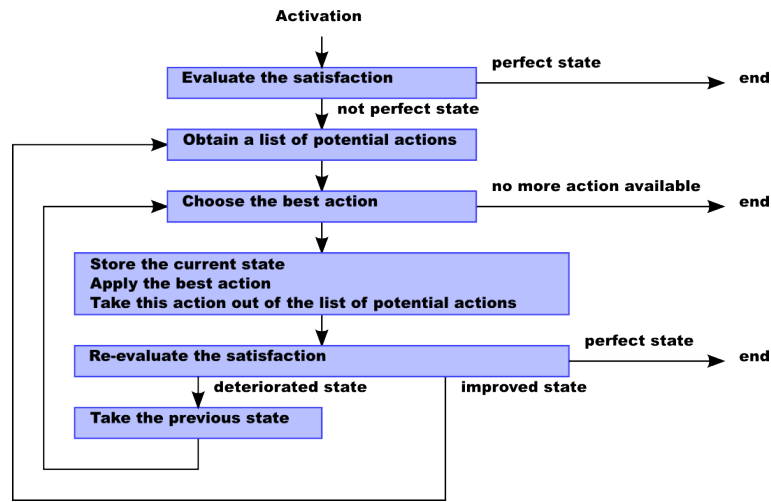 Activation
Evaluate the satisfaction
perfect state
end
not perfect state
Obtain a list of potential actions
Choose the best action
no more action available
end
Store the current state
Apply the best action
Take this action out of the list of potential actions
Re-evaluate the satisfaction
perfect state
end
deteriorated state
improved state
Take the previous state